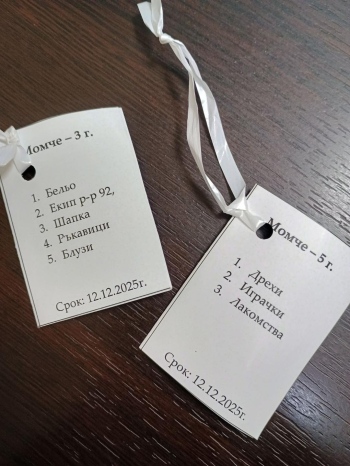 Момче – 3 г.
1. Бельо
2. Екип р-р 92,
3. Шапка
4. Ръкавици
5. Блузи
Срок: 12.12.2025г.
Момче – 5 г.
1. Дрехи
2. Играчки
3. Лакомства
Срок: 12.12.2025г.